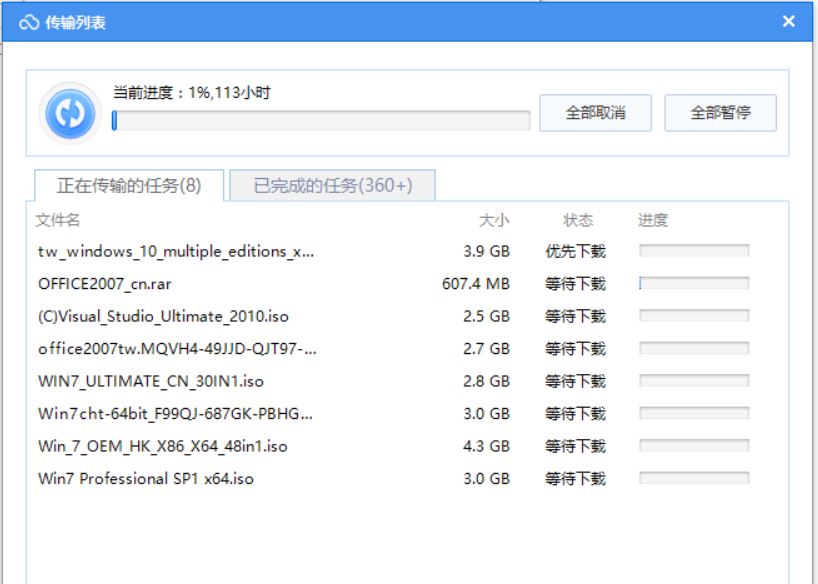 传输列表
当前进度：1%,113小时
全部取消 全部暂停
正在传输的任务(8) 已完成的任务(360+)
文件名 大小 状态 进度
tw_windows_10_multiple_editions_x... 3.9 GB 优先下载
OFFICE2007_cn.rar 607.4 MB 等待下载
(C)Visual_Studio_Ultimate_2010.iso 2.5 GB 等待下载
office2007tw.MQVH4-49JJD-QJT97-... 2.7 GB 等待下载
WIN7_ULTIMATE_CN_30IN1.iso 2.8 GB 等待下载
Win7cht-64bit_F99QJ-687GK-PBHG... 3.0 GB 等待下载
Win_7_OEM_HK_X86_X64_48in1.iso 4.3 GB 等待下载
Win7 Professional SP1 x64.iso 3.0 GB 等待下载